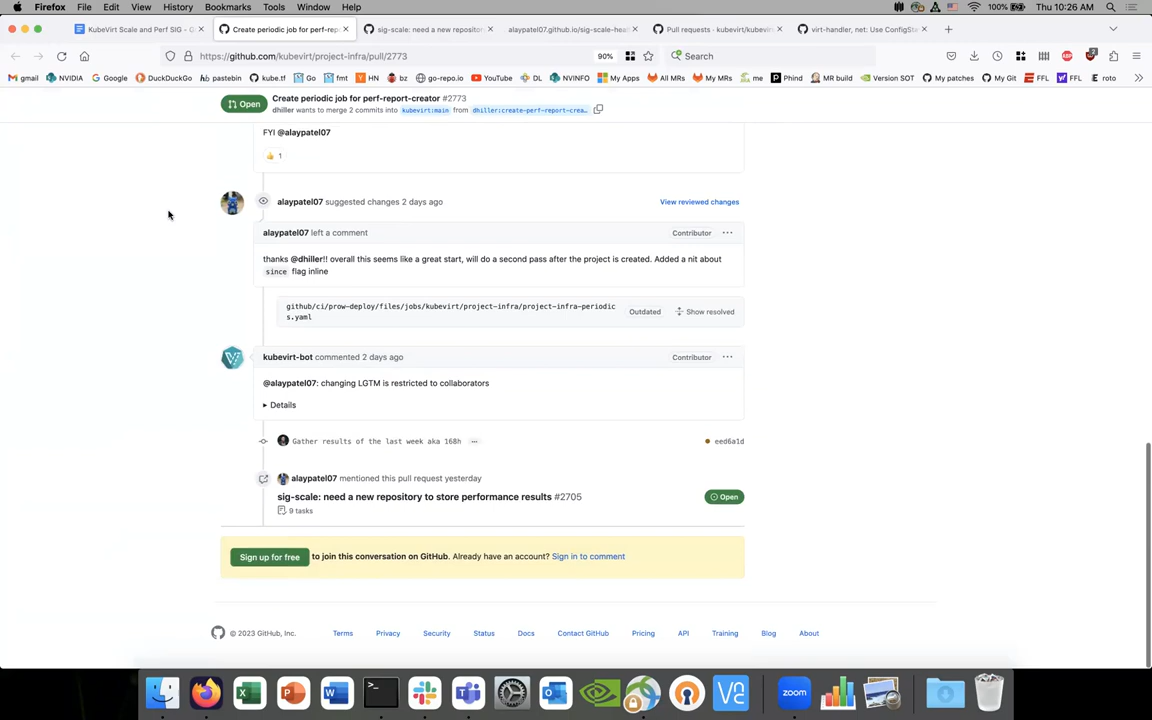 Firefox File Edit View History Bookmarks Tools Window Help 100% Thu 10:26 AM
KubeVirt Scale and Perf SIG - G Create periodic job for perf-rep sig-scale: need a new repositor alaypatel07.github.io/sig-scale-heal Pull requests · kubevirt/kubevirt virt-handler, net: Use ConfigSta
https://github.com/kubevirt/project-infra/pull/2773 90% Search
gmail NVIDIA Google DuckDuckGo pastebin kube.tf K8S fmt HN bz go-repo.io YouTube DL NVINFO My Apps All MRs My MRs me Phind MR build Version SOT My patches My Git FFL FFL roto
Open Create periodic job for perf-report-creator #2773
dhiller wants to merge 2 commits into kubevirt:main from dhiller:create-perf-report-crea…
FYI @alaypatel07
👍 1
alaypatel07 suggested changes 2 days ago View reviewed changes
alaypatel07 left a comment Contributor ···
thanks @dhiller!! overall this seems like a great start, will do a second pass after the project is created. Added a nit about
since flag inline
github/ci/prow-deploy/files/jobs/kubevirt/project-infra/project-infra-periodic
s.yaml
Outdated Show resolved
kubevirt-bot commented 2 days ago Contributor ···
@alaypatel07: changing LGTM is restricted to collaborators
▸ Details
Gather results of the last week aka 168h ··· eed6a1d
alaypatel07 mentioned this pull request yesterday
sig-scale: need a new repository to store performance results #2705 Open
9 tasks
Sign up for free to join this conversation on GitHub. Already have an account? Sign in to comment
© 2023 GitHub, Inc. Terms Privacy Security Status Docs Contact GitHub Pricing API Training Blog About
zoom